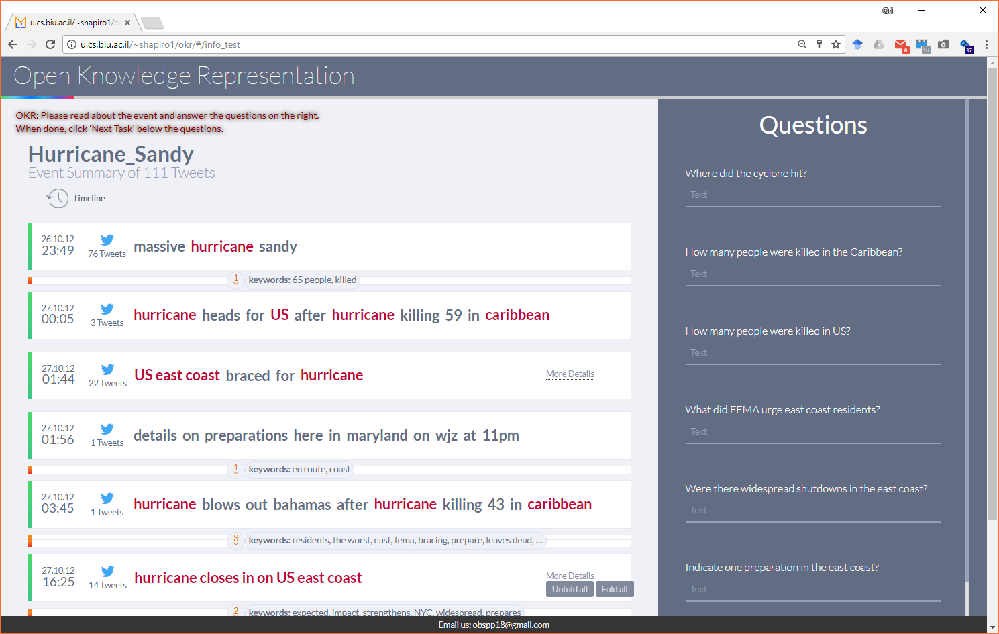 Ori
u.cs.biu.ac.il/~shapiro1/o
u.cs.biu.ac.il/~shapiro1/okr/#/info_test
8
1d
37
Open Knowledge Representation
OKR: Please read about the event and answer the questions on the right.
When done, click 'Next Task' below the questions.
Hurricane_Sandy
Event Summary of 111 Tweets
Timeline
26.10.12
23:49
76 Tweets
massive hurricane sandy
1
keywords: 65 people, killed
27.10.12
00:05
3 Tweets
hurricane heads for US after hurricane killing 59 in caribbean
27.10.12
01:44
22 Tweets
US east coast braced for hurricane
More Details
27.10.12
01:56
1 Tweets
details on preparations here in maryland on wjz at 11pm
1
keywords: en route, coast
27.10.12
03:45
1 Tweets
hurricane blows out bahamas after hurricane killing 43 in caribbean
3
keywords: residents, the worst, east, fema, bracing, prepare, leaves dead, ...
27.10.12
16:25
14 Tweets
hurricane closes in on US east coast
More Details
Unfold all
Fold all
2
keywords: expected, impact, strengthens, NYC, widespread, prepares
Questions
Where did the cyclone hit?
Text
How many people were killed in the Caribbean?
Text
How many people were killed in US?
Text
What did FEMA urge east coast residents?
Text
Were there widespread shutdowns in the east coast?
Text
Indicate one preparation in the east coast?
Text
Email us: obspp18@gmail.com